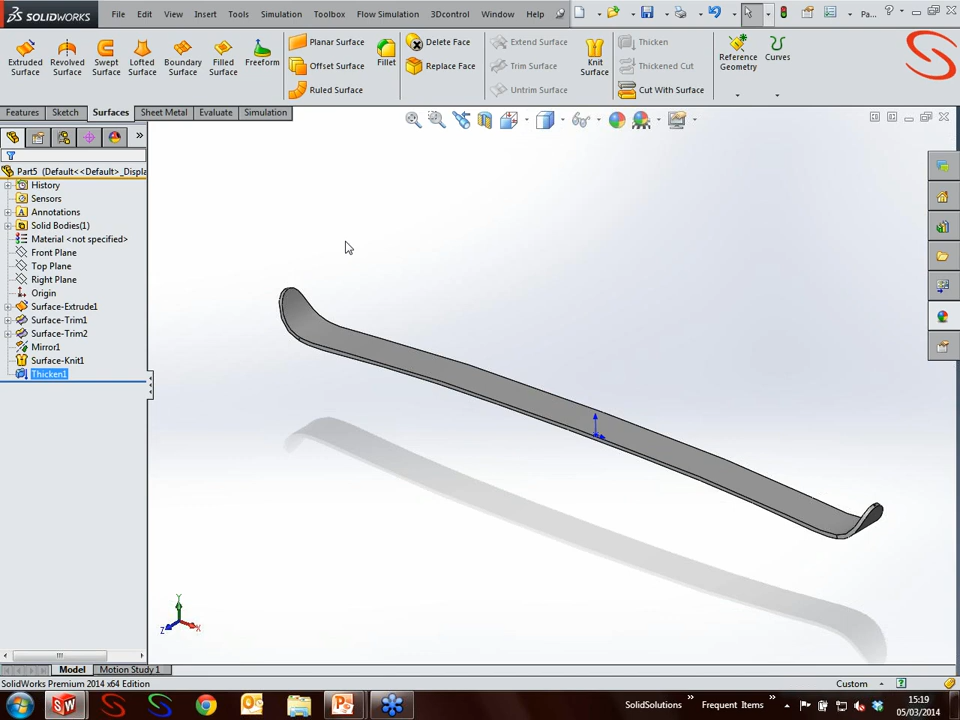 SOLIDWORKS
File Edit View Insert Tools Simulation Toolbox Flow Simulation 3Dcontrol Window Help
Pa...
Extruded Surface
Revolved Surface
Swept Surface
Lofted Surface
Boundary Surface
Filled Surface
Freeform
Planar Surface
Offset Surface
Ruled Surface
Fillet
Delete Face
Replace Face
Extend Surface
Trim Surface
Untrim Surface
Knit Surface
Thicken
Thickened Cut
Cut With Surface
Reference Geometry
Curves
Features Sketch Surfaces Sheet Metal Evaluate Simulation
Part5 (Default<<Default>_Displa
History
Sensors
Annotations
Solid Bodies(1)
Material <not specified>
Front Plane
Top Plane
Right Plane
Origin
Surface-Extrude1
Surface-Trim1
Surface-Trim2
Mirror1
Surface-Knit1
Thicken1
Y
Z
X
Model Motion Study 1
SolidWorks Premium 2014 x64 Edition
Custom
SolidSolutions
Frequent Items
15:19
05/03/2014